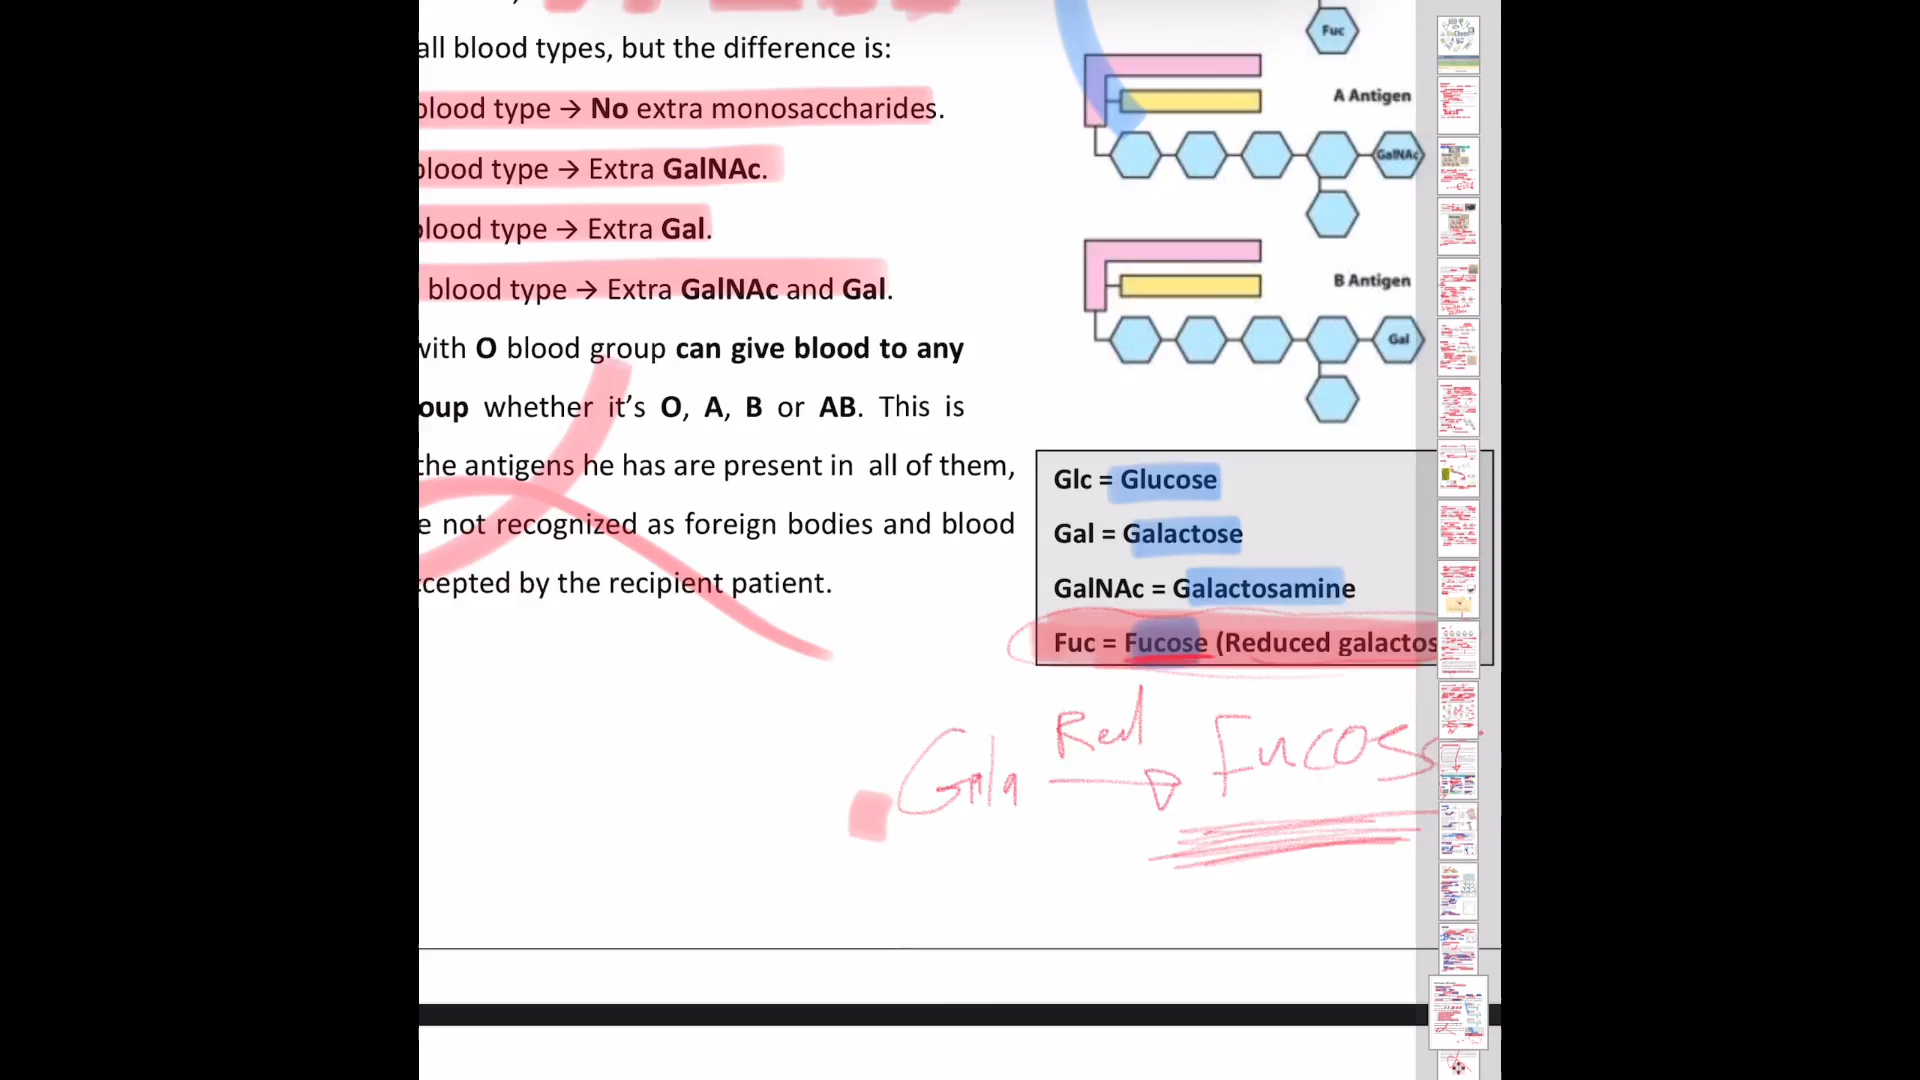 all blood types, but the difference is:
blood type → No extra monosaccharides.
blood type → Extra GalNAc.
blood type → Extra Gal.
blood type → Extra GalNAc and Gal.
with O blood group can give blood to any
oup whether it's O, A, B or AB. This is
the antigens he has are present in all of them,
e not recognized as foreign bodies and blood
ccepted by the recipient patient.
Fuc
A Antigen
GalNAc
B Antigen
Gal
Glc = Glucose
Gal = Galactose
GalNAc = Galactosamine
Fuc = Fucose (Reduced galactos
Gala Red Fucose